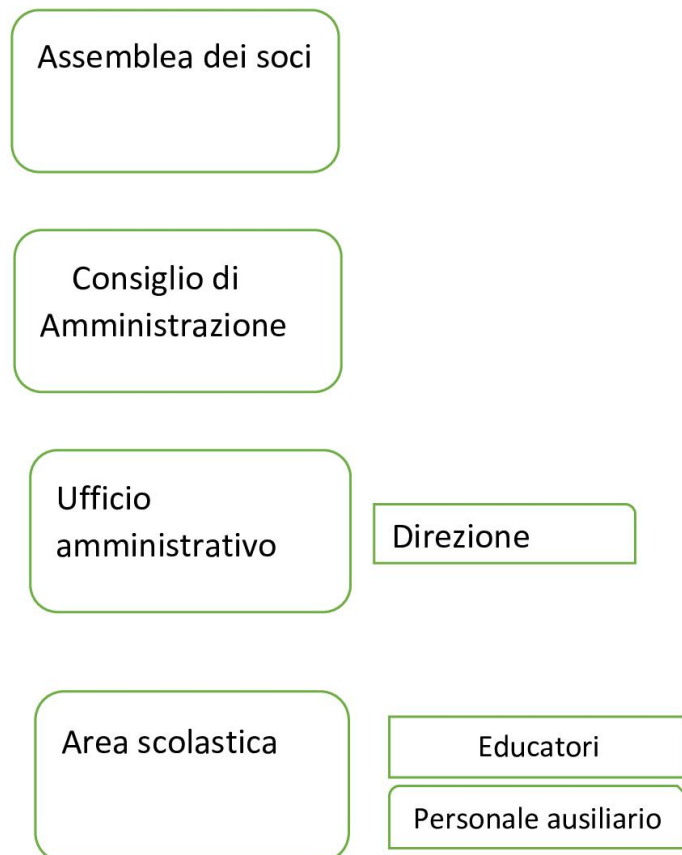 Assemblea dei soci
Consiglio di
Amministrazione
Ufficio
amministrativo
Direzione
Area scolastica
Educatori
Personale ausiliario